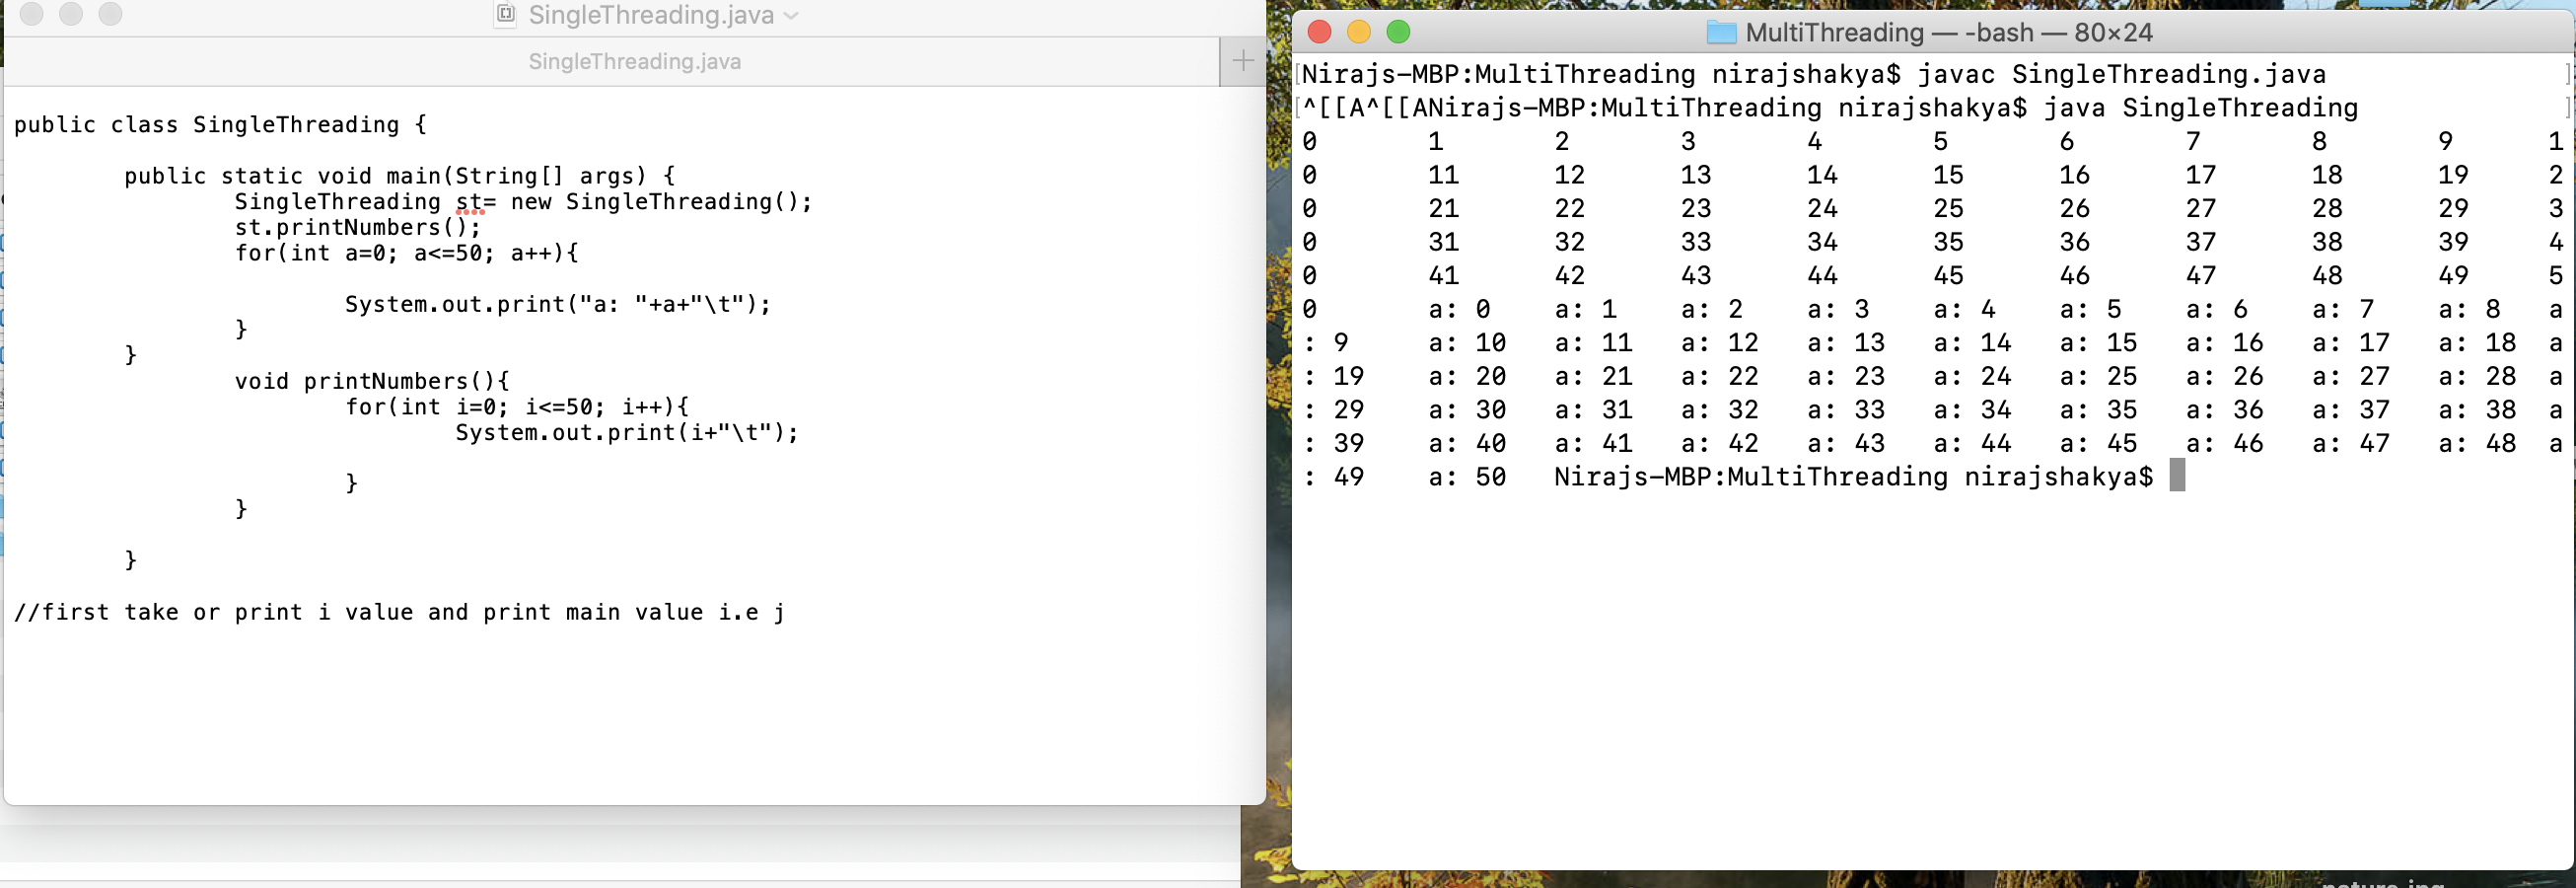 SingleThreading.java
SingleThreading.java
public class SingleThreading {
public static void main(String[] args) {
SingleThreading st= new SingleThreading();
st.printNumbers();
for(int a=0; a<=50; a++){
System.out.print("a: "+a+"\t");
}
}
void printNumbers(){
for(int i=0; i<=50; i++){
System.out.print(i+"\t");
}
}
}
//first take or print i value and print main value i.e j
MultiThreading — -bash — 80×24
[Nirajs-MBP:MultiThreading nirajshakya$ javac SingleThreading.java ]
[^[[A^[[ANirajs-MBP:MultiThreading nirajshakya$ java SingleThreading ]
0 1 2 3 4 5 6 7 8 9 1
0 11 12 13 14 15 16 17 18 19 2
0 21 22 23 24 25 26 27 28 29 3
0 31 32 33 34 35 36 37 38 39 4
0 41 42 43 44 45 46 47 48 49 5
0 a: 0 a: 1 a: 2 a: 3 a: 4 a: 5 a: 6 a: 7 a: 8 a
: 9 a: 10 a: 11 a: 12 a: 13 a: 14 a: 15 a: 16 a: 17 a: 18 a
: 19 a: 20 a: 21 a: 22 a: 23 a: 24 a: 25 a: 26 a: 27 a: 28 a
: 29 a: 30 a: 31 a: 32 a: 33 a: 34 a: 35 a: 36 a: 37 a: 38 a
: 39 a: 40 a: 41 a: 42 a: 43 a: 44 a: 45 a: 46 a: 47 a: 48 a
: 49 a: 50 Nirajs-MBP:MultiThreading nirajshakya$